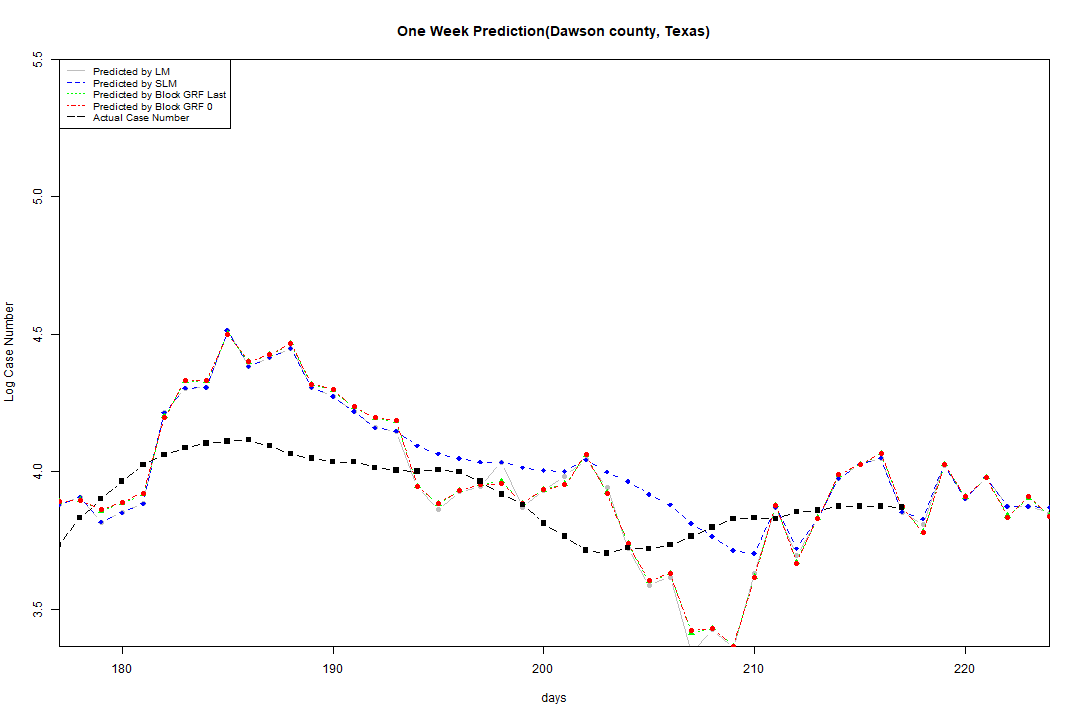 One Week Prediction(Dawson county, Texas)
5.5
Predicted by LM
Predicted by SLM
Predicted by Block GRF Last
Predicted by Block GRF 0
Actual Case Number
5.0
4.5
Log Case Number
4.0
3.5
180 190 200 210 220
days